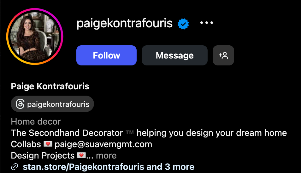 paigekontrafouris
Follow
Message
Paige Kontrafouris
paigekontrafouris
Home decor
The Secondhand Decorator ™️ helping you design your dream home
Collabs 💌 paige@suavemgmt.com
Design Projects 💌... more
stan.store/Paigekontrafouris and 3 more